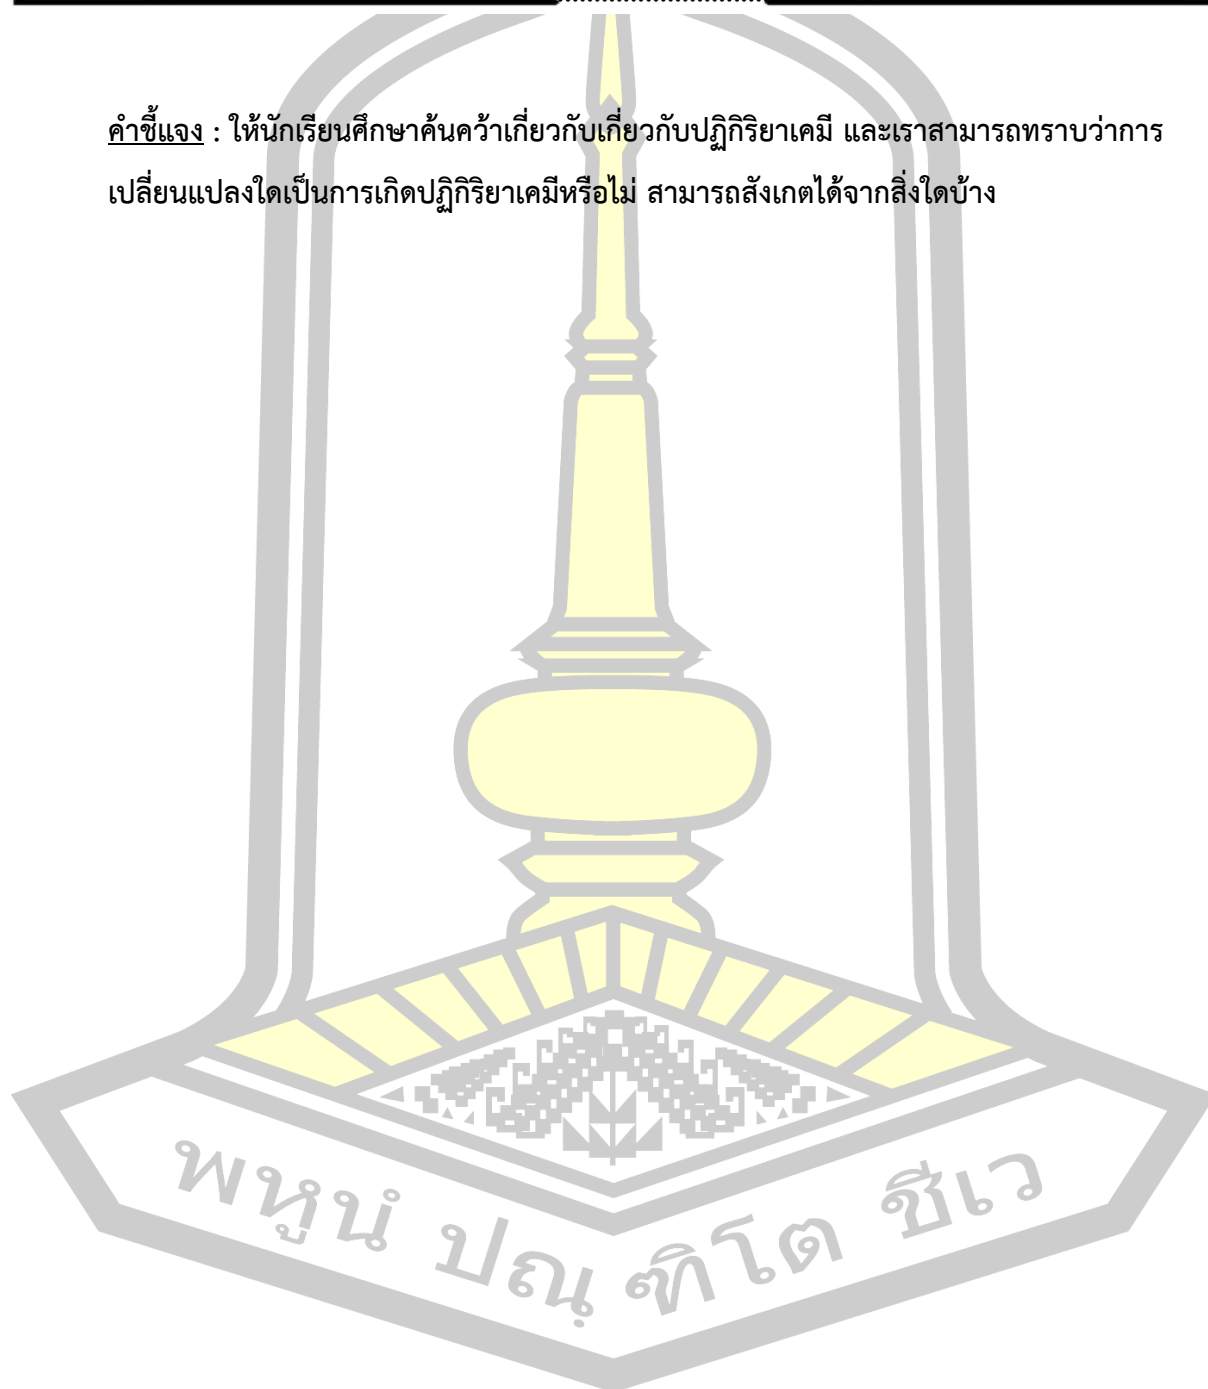 คำชี้แจง : ให้นักเรียนศึกษาค้นคว้าเกี่ยวกับเกี่ยวกับปฏิกิริยาเคมี และเราสามารถทราบว่าการ
เปลี่ยนแปลงใดเป็นการเกิดปฏิกิริยาเคมีหรือไม่ สามารถสังเกตได้จากสิ่งใดบ้าง
พหูนํ ปณฺ ฑิโต ชีเว